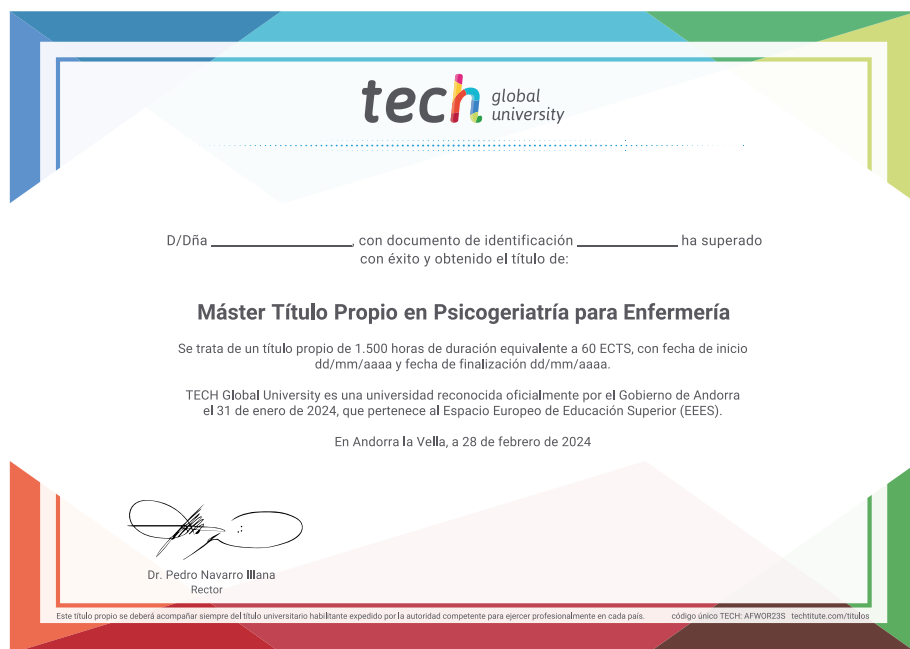 tech global
university
D/Dña ______________, con documento de identificación __________ ha superado
con éxito y obtenido el título de:
Máster Título Propio en Psicogeriatría para Enfermería
Se trata de un título propio de 1.500 horas de duración equivalente a 60 ECTS, con fecha de inicio
dd/mm/aaaa y fecha de finalización dd/mm/aaaa.
TECH Global University es una universidad reconocida oficialmente por el Gobierno de Andorra
el 31 de enero de 2024, que pertenece al Espacio Europeo de Educación Superior (EEES).
En Andorra la Vella, a 28 de febrero de 2024
Dr. Pedro Navarro Illana
Rector
Este título propio se deberá acompañar siempre del título universitario habilitante expedido por la autoridad competente para ejercer profesionalmente en cada país. código único TECH: AFWOR23S techtitute.com/titulos